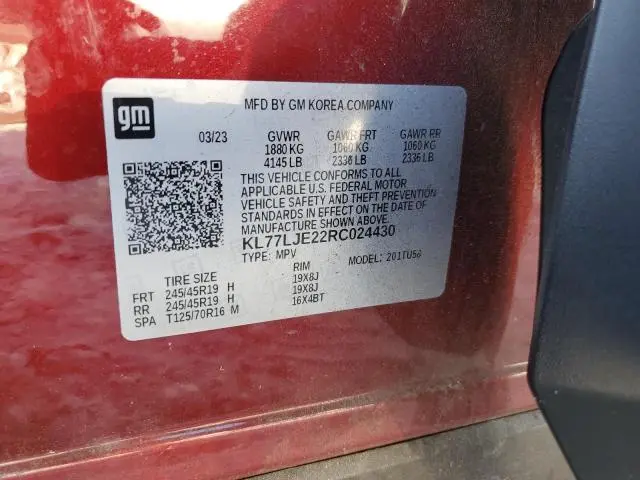 gm
MFD BY GM KOREA COMPANY
03/23 GVWR GAWR FRT GAWR RR
1880 KG 1060 KG 1060 KG
4145 LB 2336 LB 2336 LB
THIS VEHICLE CONFORMS TO ALL
APPLICABLE U.S. FEDERAL MOTOR
VEHICLE SAFETY AND THEFT PREVENTION
STANDARDS IN EFFECT ON THE DATE OF
MANUFACTURE SHOWN ABOVE.
KL77LJE22RC024430
TYPE: MPV MODEL: 201TU56
TIRE SIZE RIM
FRT 245/45R19 H 19X8J
RR 245/45R19 H 19X8J
SPA T125/70R16 M 16X4BT